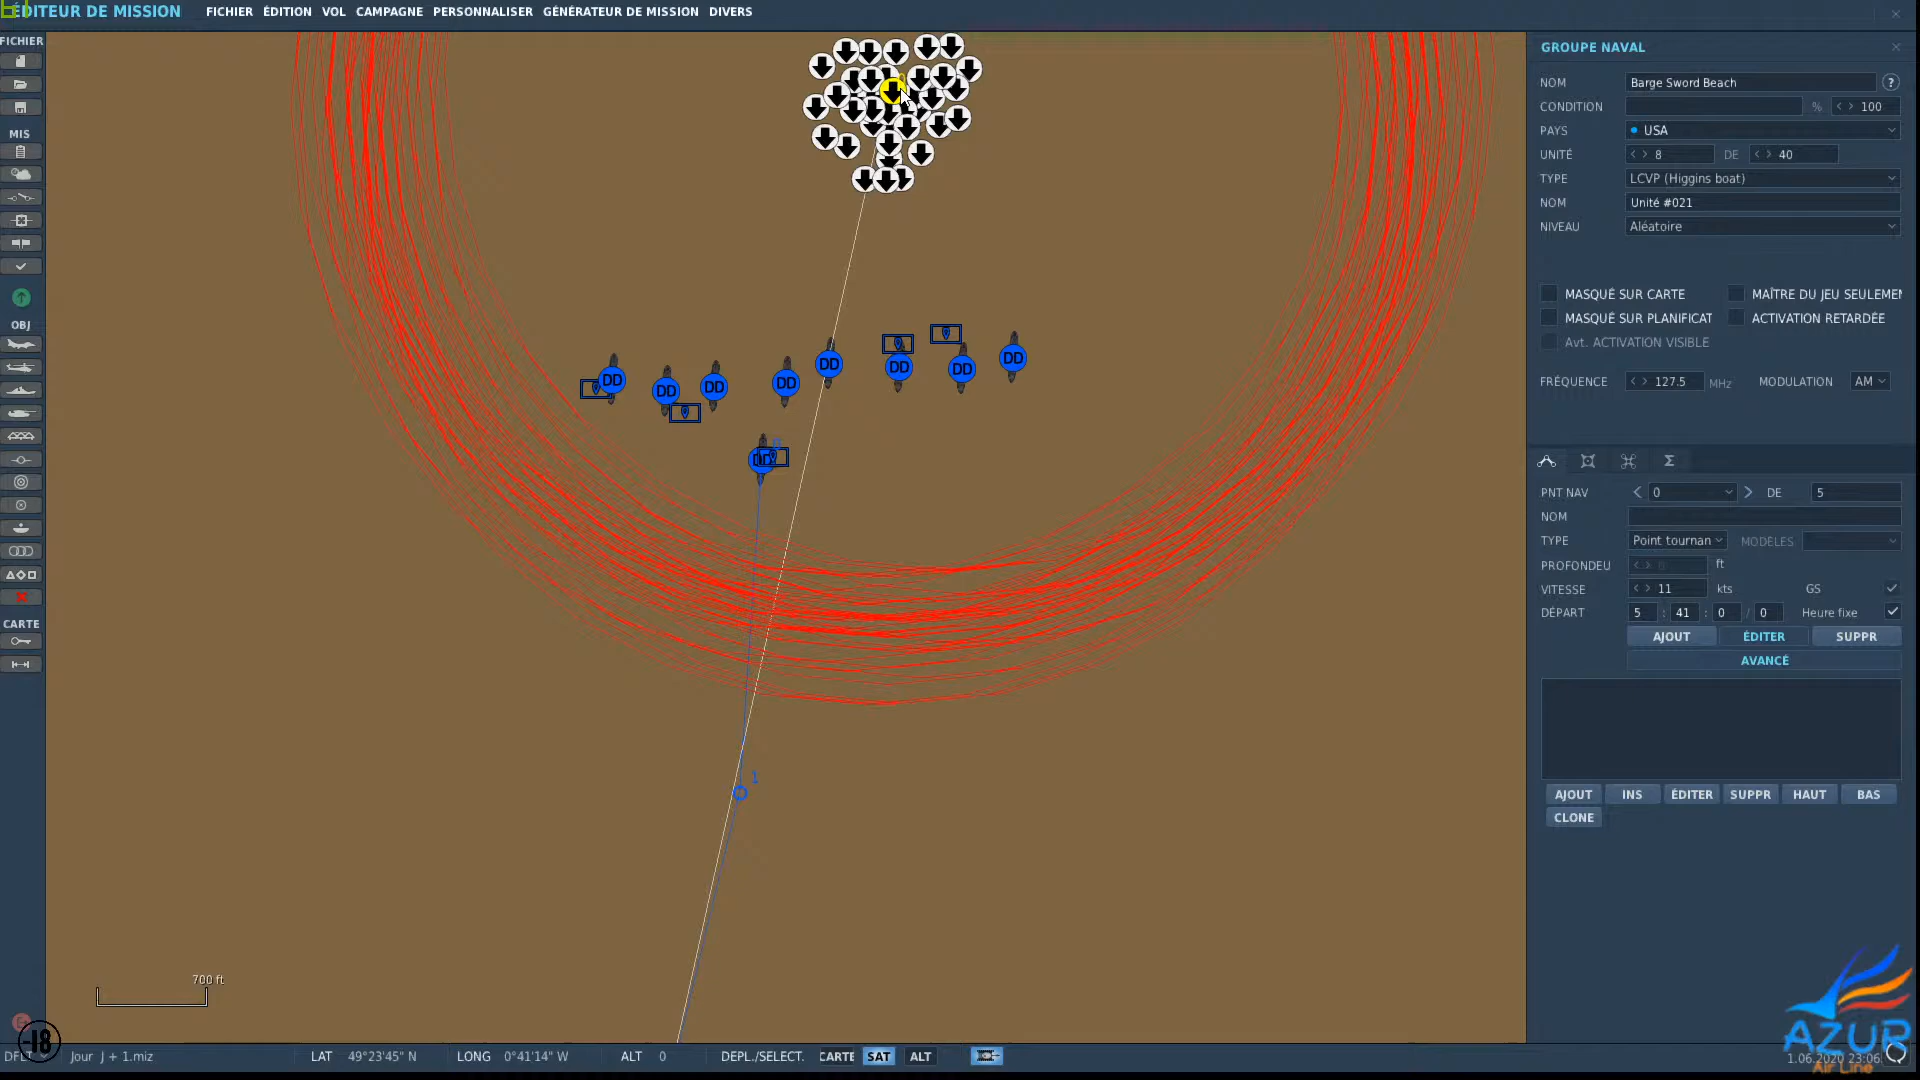 ÉDITEUR DE MISSION
FICHIER ÉDITION VOL CAMPAGNE PERSONNALISER GÉNÉRATEUR DE MISSION DIVERS
FICHIER
MIS
OBJ
CARTE
DD DD DD DD DD DD DD DD
1
700 ft
-18
GROUPE NAVAL
NOM Barge Sword Beach ?
CONDITION % < > 100
PAYS USA
UNITÉ < > 8 DE < > 40
TYPE LCVP (Higgins boat)
NOM Unité #021
NIVEAU Aléatoire
MASQUÉ SUR CARTE MAÎTRE DU JEU SEULEMEN
MASQUÉ SUR PLANIFICAT ACTIVATION RETARDÉE
Avt. ACTIVATION VISIBLE
FRÉQUENCE < > 127.5 MHz MODULATION AM
PNT NAV < 0 > DE 5
NOM
TYPE Point tournan MODÈLES
PROFONDEU < > ft
VITESSE < > 11 kts GS
DÉPART 5 : 41 : 0 / 0 Heure fixe
AJOUT ÉDITER SUPPR
AVANCÉ
AJOUT INS ÉDITER SUPPR HAUT BAS
CLONE
AZUR
Air Line
Jour J + 1.miz LAT 49°23'45" N LONG 0°41'14" W ALT 0 DEPL./SELECT. CARTE SAT ALT 1.06.2020 23:06